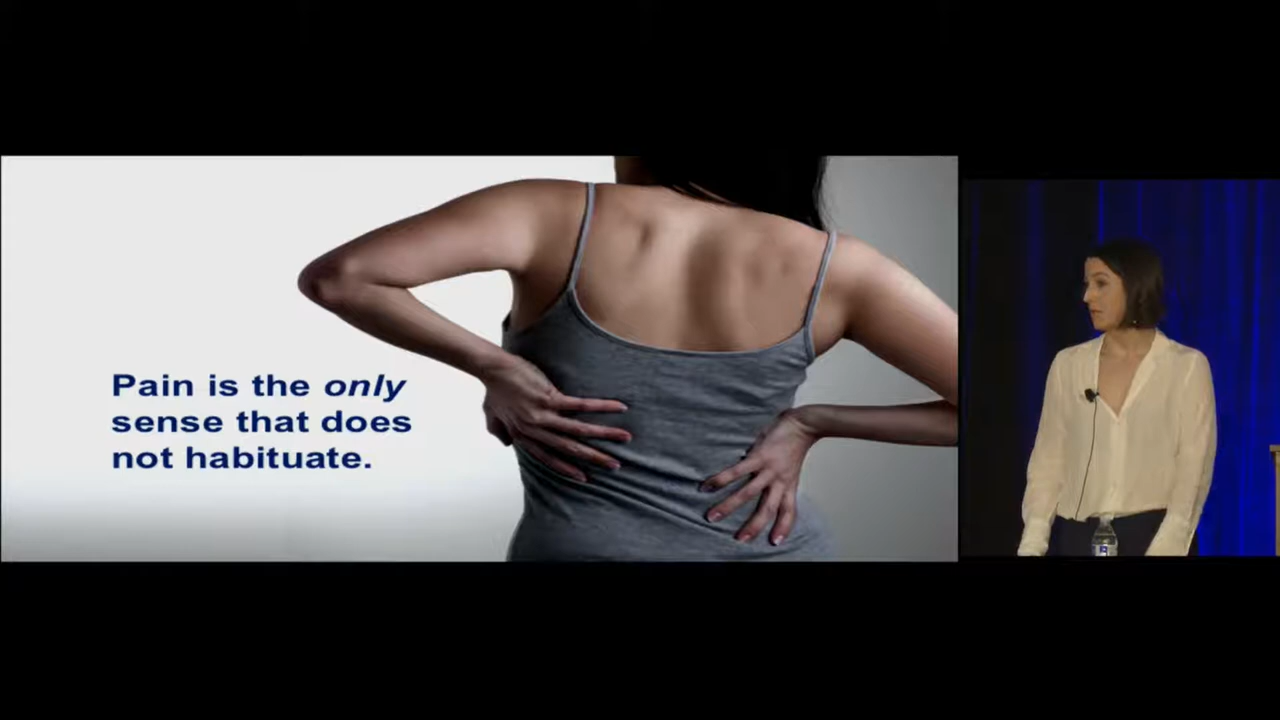 Pain is the only
sense that does
not habituate.